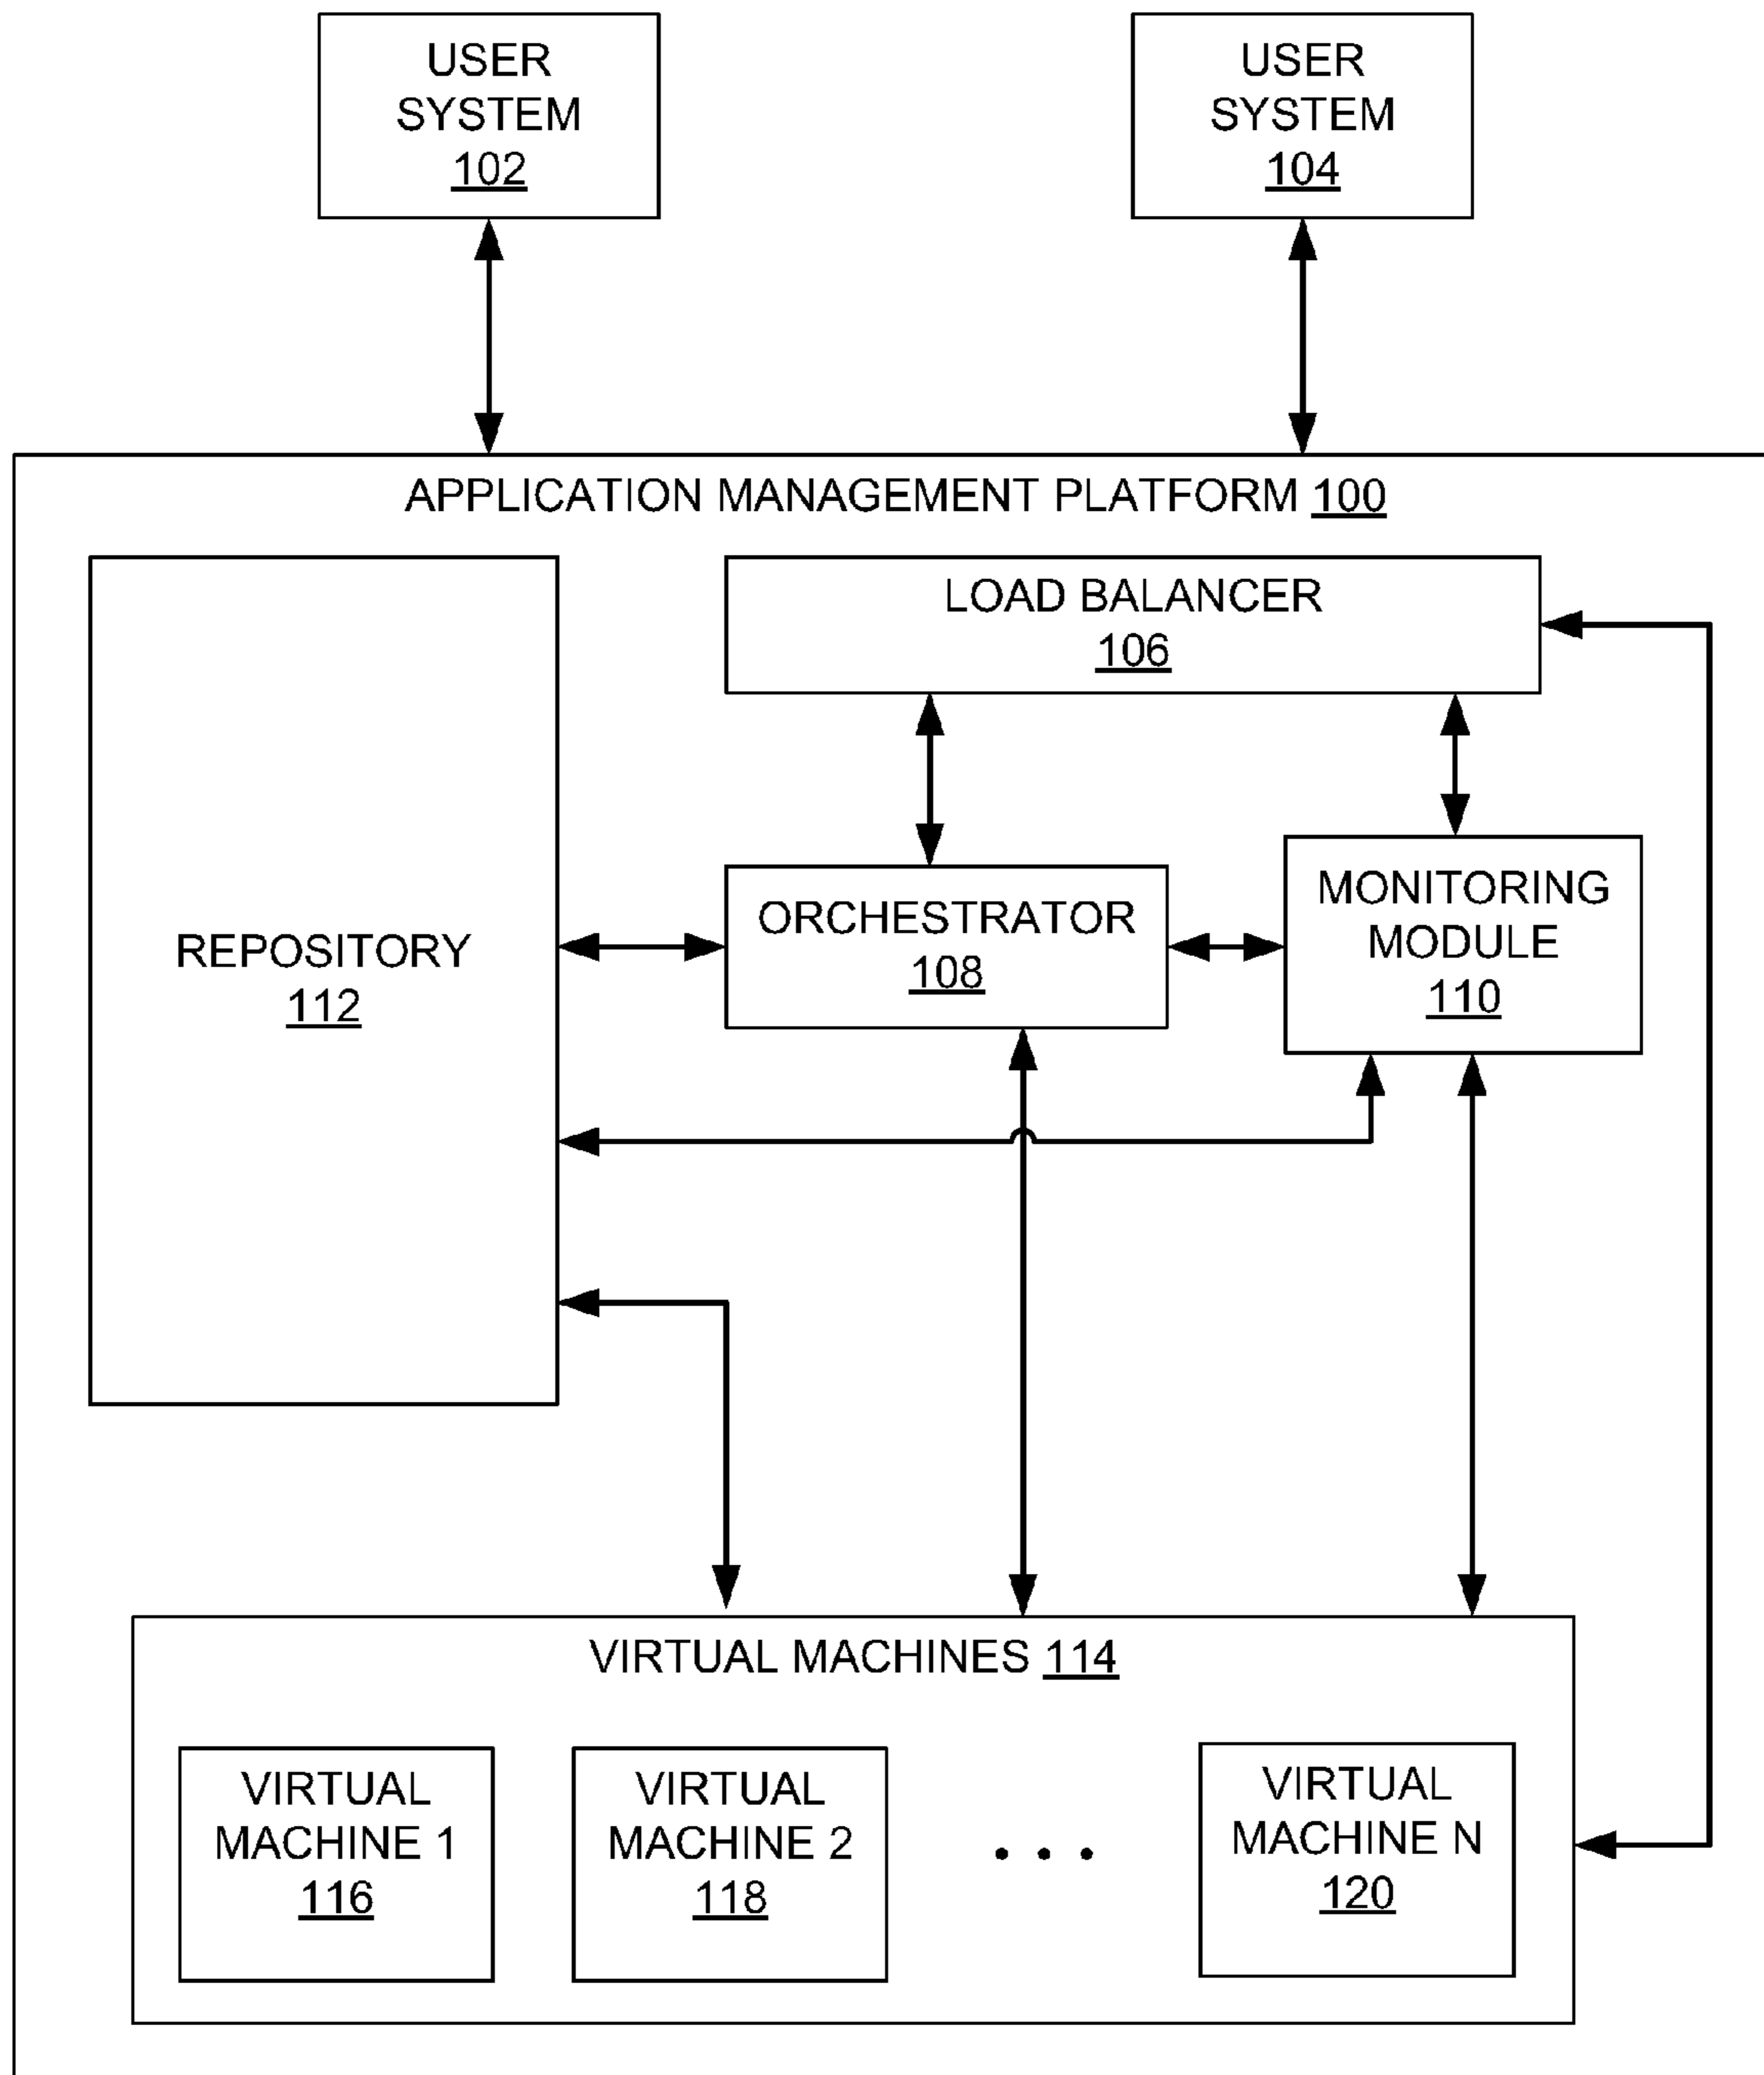 USER
SYSTEM
102
USER
SYSTEM
104
APPLICATION MANAGEMENT PLATFORM 100
LOAD BALANCER
106
REPOSITORY
112
ORCHESTRATOR
108
MONITORING
MODULE
110
VIRTUAL MACHINES 114
VIRTUAL
MACHINE 1
116
VIRTUAL
MACHINE 2
118
• • •
VIRTUAL
MACHINE N
120